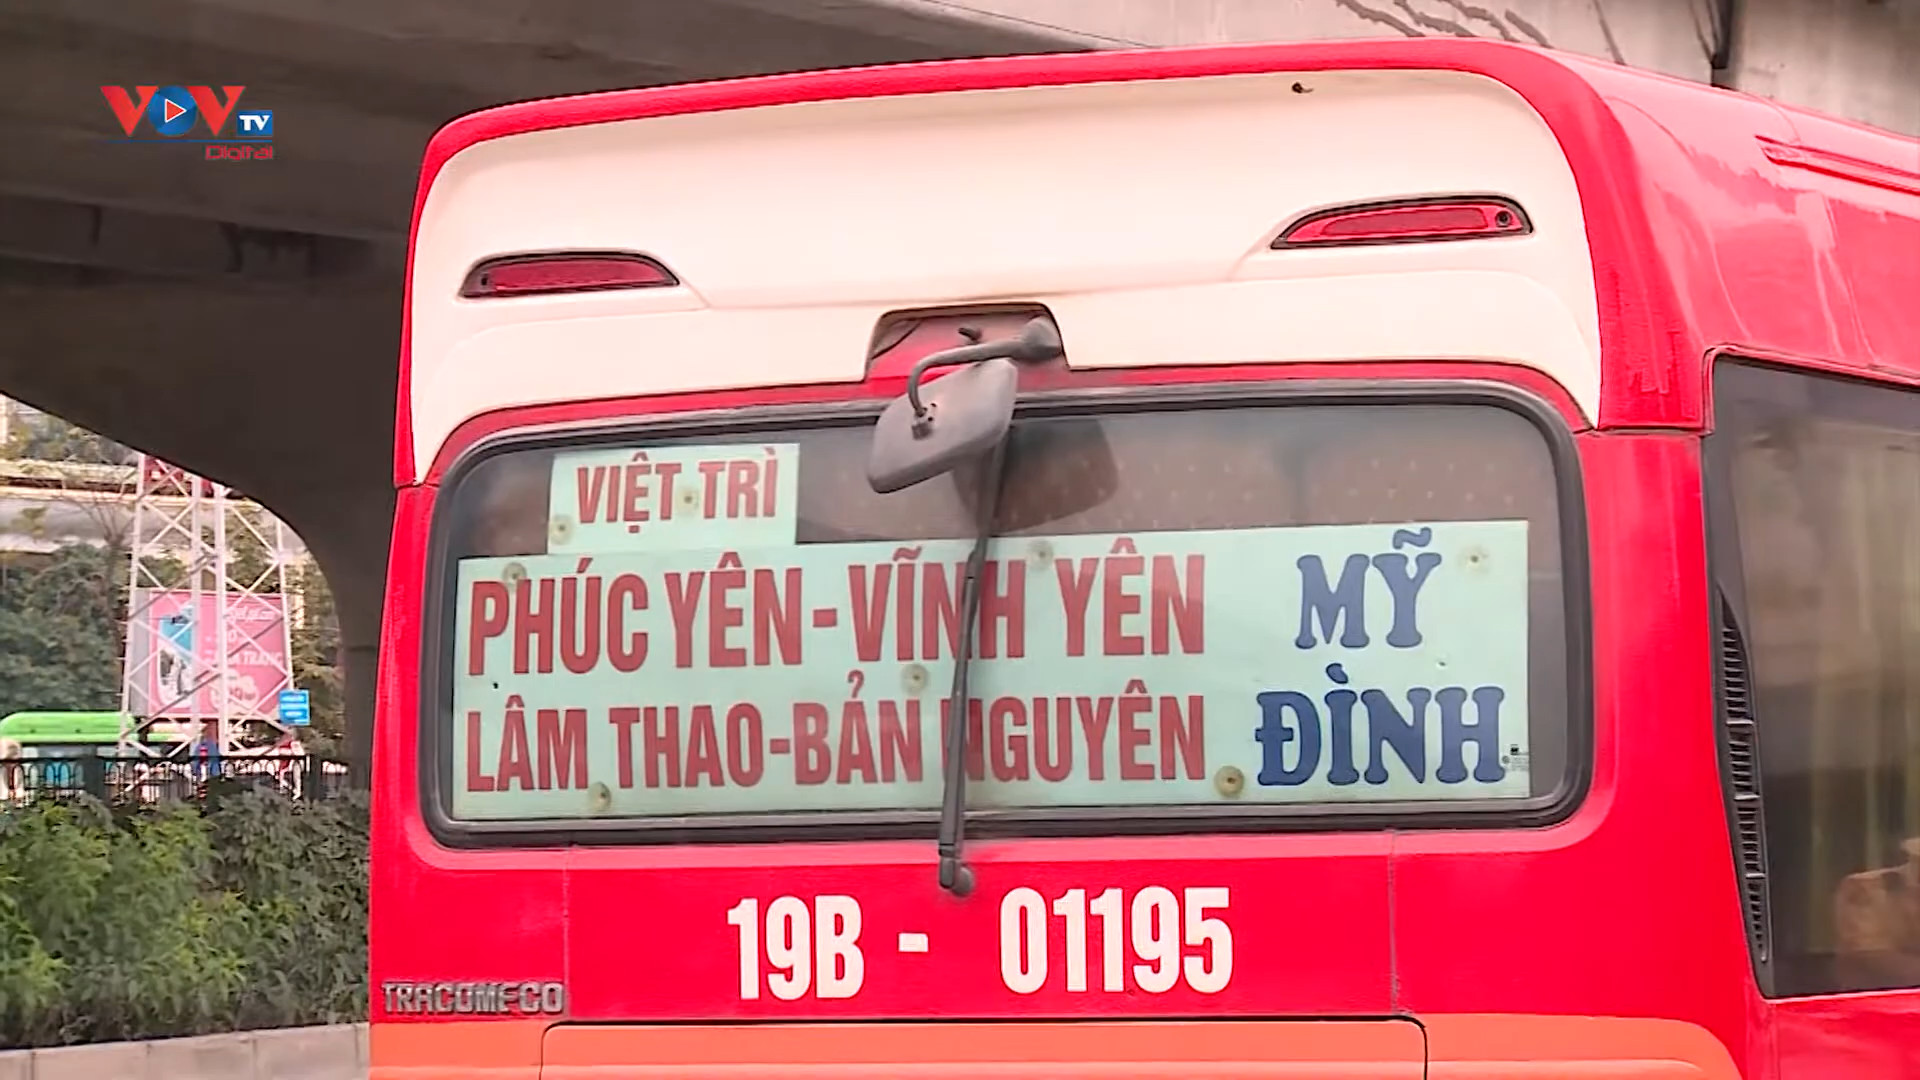 VOV TV
Digital
VIỆT TRÌ
PHÚC YÊN-VĨNH YÊN
LÂM THAO-BẢN NGUYÊN
MỸ
ĐÌNH
19B - 01195
TRACOMECO